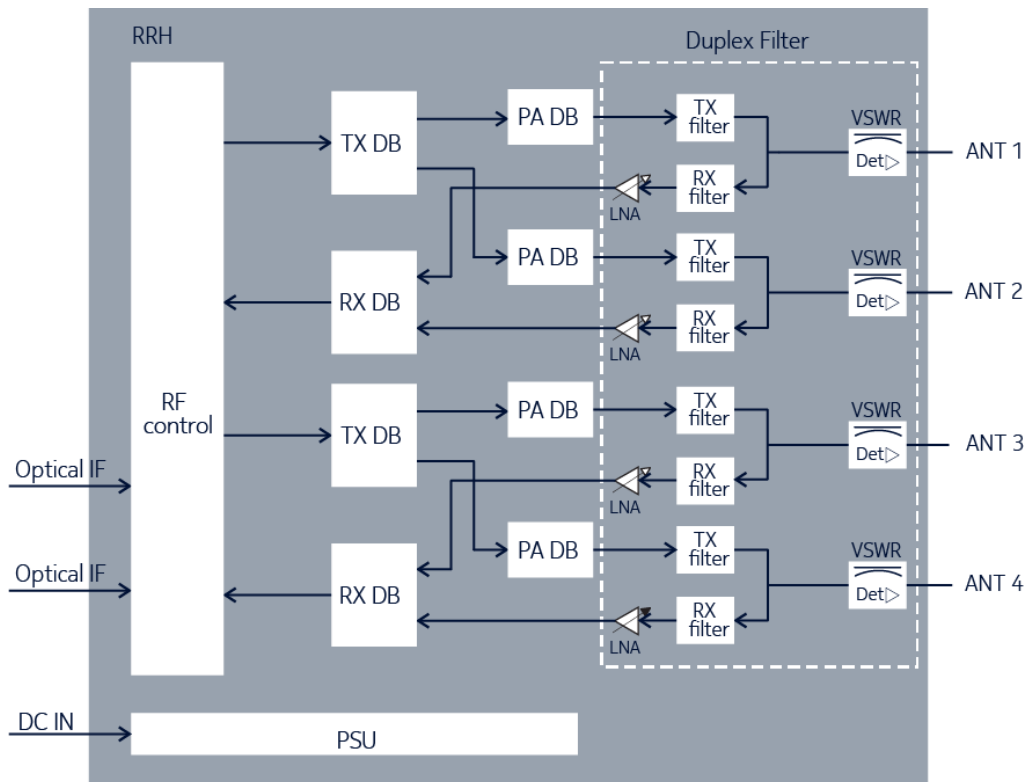 RRH
Duplex Filter
TX DB
PA DB
TX
filter
VSWR
Det
ANT 1
RX
filter
LNA
PA DB
TX
filter
VSWR
Det
ANT 2
RX DB
RX
filter
LNA
RF
control
TX DB
PA DB
TX
filter
VSWR
Det
ANT 3
Optical IF
RX
filter
LNA
PA DB
TX
filter
VSWR
Det
ANT 4
Optical IF
RX DB
RX
filter
LNA
DC IN
PSU